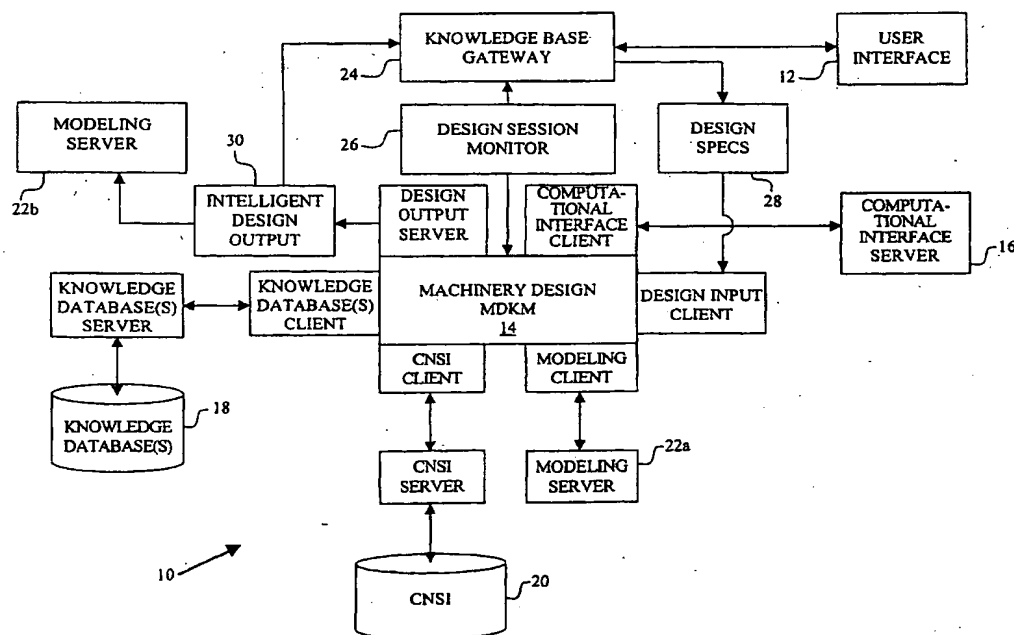 KNOWLEDGE BASE
GATEWAY
24
USER
INTERFACE
12
MODELING
SERVER
22b
26
DESIGN SESSION
MONITOR
DESIGN
SPECS
28
30
INTELLIGENT
DESIGN
OUTPUT
DESIGN
OUTPUT
SERVER
COMPUTA-
TIONAL
INTERFACE
CLIENT
COMPUTA-
TIONAL
INTERFACE
SERVER
16
KNOWLEDGE
DATABASE(S)
SERVER
KNOWLEDGE
DATABASE(S)
CLIENT
MACHINERY DESIGN
MDKM
14
DESIGN INPUT
CLIENT
CNSI
CLIENT
MODELING
CLIENT
KNOWLEDGE
DATABASE(S)
18
CNSI
SERVER
MODELING
SERVER
22a
10
CNSI
20